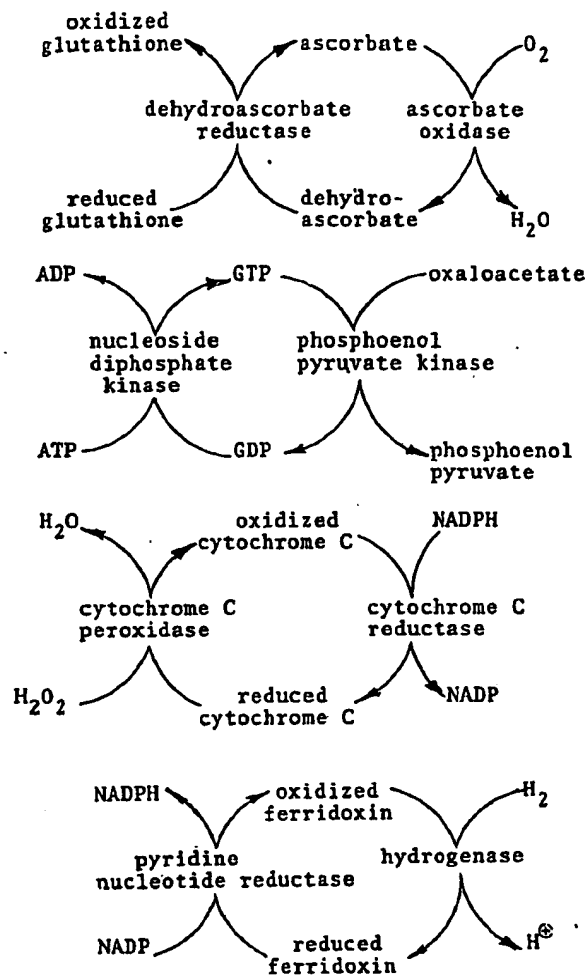 oxidized
glutathione
ascorbate
O₂
dehydroascorbate
reductase
ascorbate
oxidase
reduced
glutathione
dehydro-
ascorbate
H₂O
ADP
GTP
oxaloacetate
nucleoside
diphosphate
kinase
phosphoenol
pyruvate kinase
ATP
GDP
phosphoenol
pyruvate
H₂O
oxidized
cytochrome C
NADPH
cytochrome C
peroxidase
cytochrome C
reductase
H₂O₂
reduced
cytochrome C
NADP
NADPH
oxidized
ferridoxin
H₂
pyridine
nucleotide reductase
hydrogenase
NADP
reduced
ferridoxin
H⊕